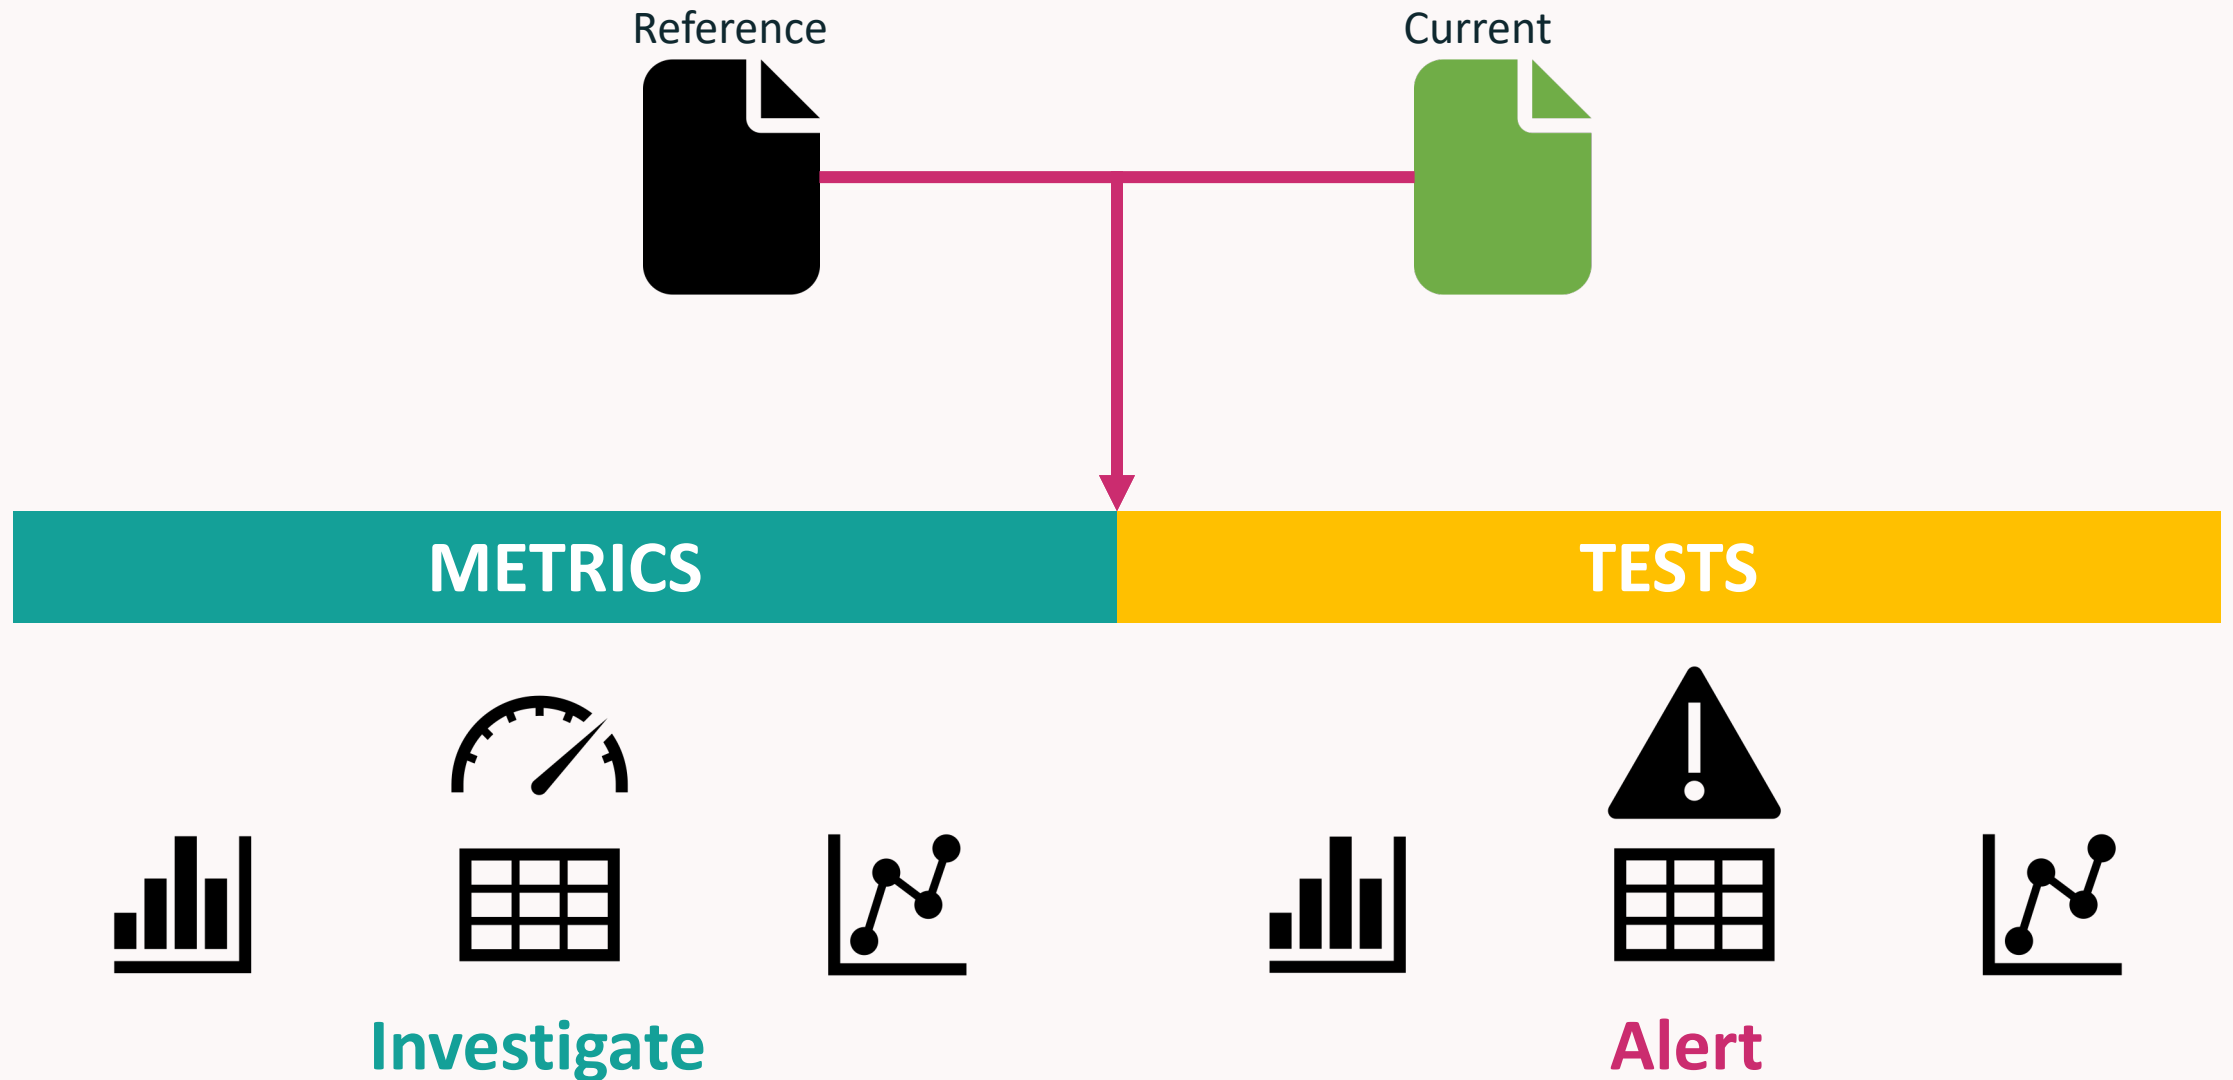 Reference
Current
METRICS
TESTS
Investigate
Alert